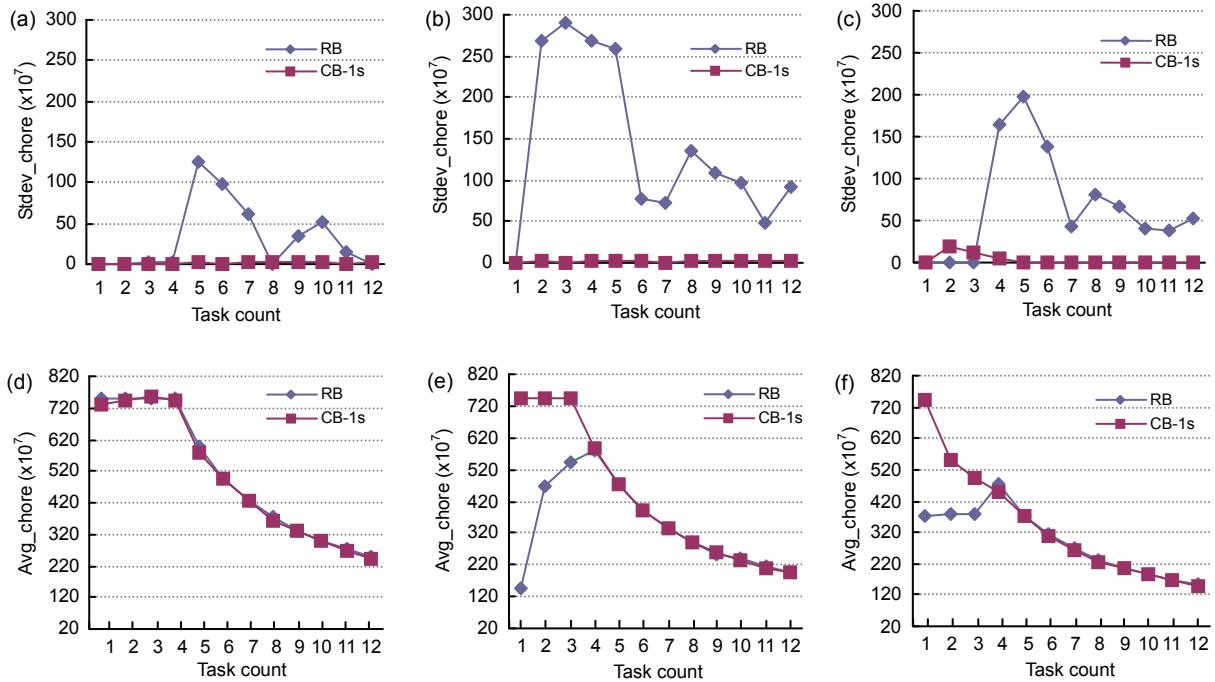 (a)
Stdev_chore (x10⁷)
300
250
200
150
100
50
0
RB
CB-1s
1 2 3 4 5 6 7 8 9 10 11 12
Task count
(b)
Stdev_chore (x10⁷)
300
250
200
150
100
50
0
RB
CB-1s
1 2 3 4 5 6 7 8 9 10 11 12
Task count
(c)
Stdev_chore (x10⁷)
300
250
200
150
100
50
0
RB
CB-1s
1 2 3 4 5 6 7 8 9 10 11 12
Task count
(d)
Avg_chore (x10⁷)
820
720
620
520
420
320
220
120
20
RB
CB-1s
1 2 3 4 5 6 7 8 9 10 11 12
Task count
(e)
Avg_chore (x10⁷)
820
720
620
520
420
320
220
120
20
RB
CB-1s
1 2 3 4 5 6 7 8 9 10 11 12
Task count
(f)
Avg_chore (x10⁷)
820
720
620
520
420
320
220
120
20
RB
CB-1s
1 2 3 4 5 6 7 8 9 10 11 12
Task count